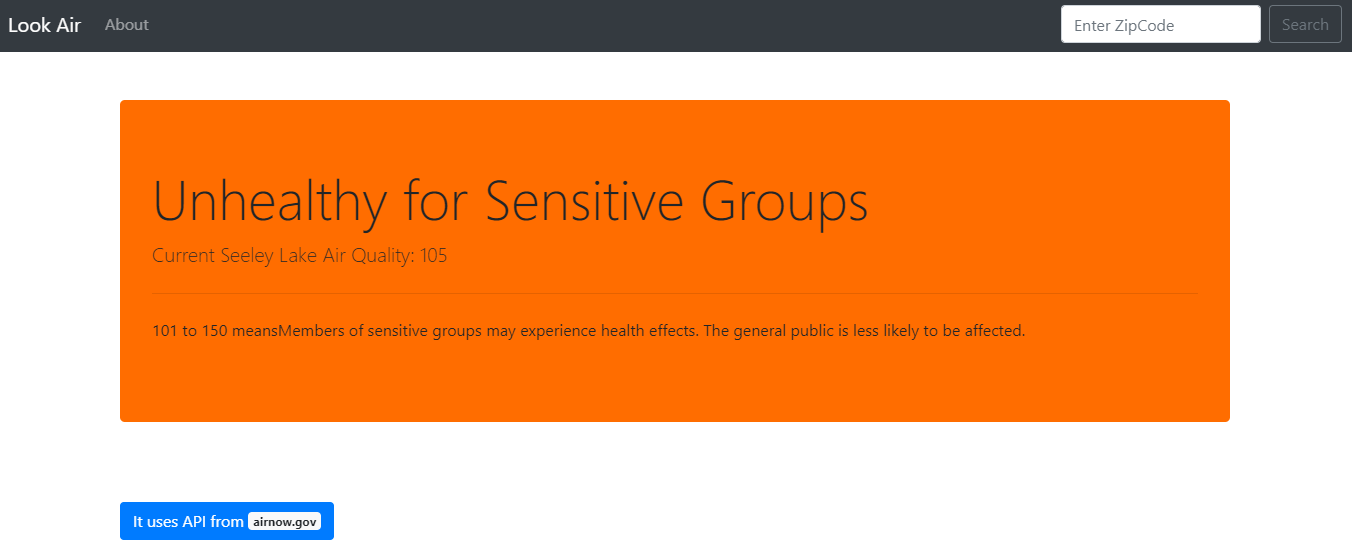 Look Air About Enter ZipCode Search
Unhealthy for Sensitive Groups
Current Seeley Lake Air Quality: 105
101 to 150 meansMembers of sensitive groups may experience health effects. The general public is less likely to be affected.
It uses API from airnow.gov